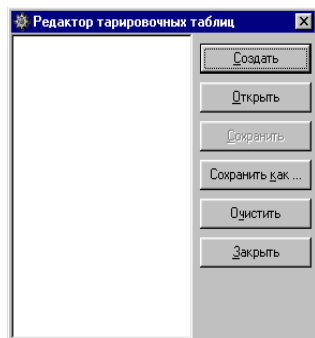 Редактор тарировочных таблиц
Создать
Открыть
Сохранить
Сохранить как ...
Очистить
Закрыть